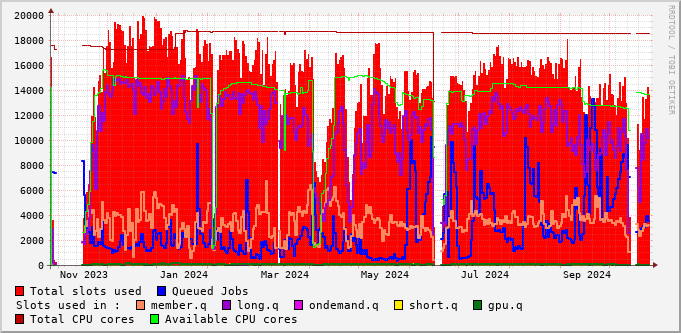 20000
18000
16000
14000
12000
10000
8000
6000
4000
2000
0
Nov 2023 Jan 2024 Mar 2024 May 2024 Jul 2024 Sep 2024
Total slots used Queued Jobs
Slots used in : member.q long.q ondemand.q short.q gpu.q
Total CPU cores Available CPU cores
RRDTOOL / TOBI OETIKER